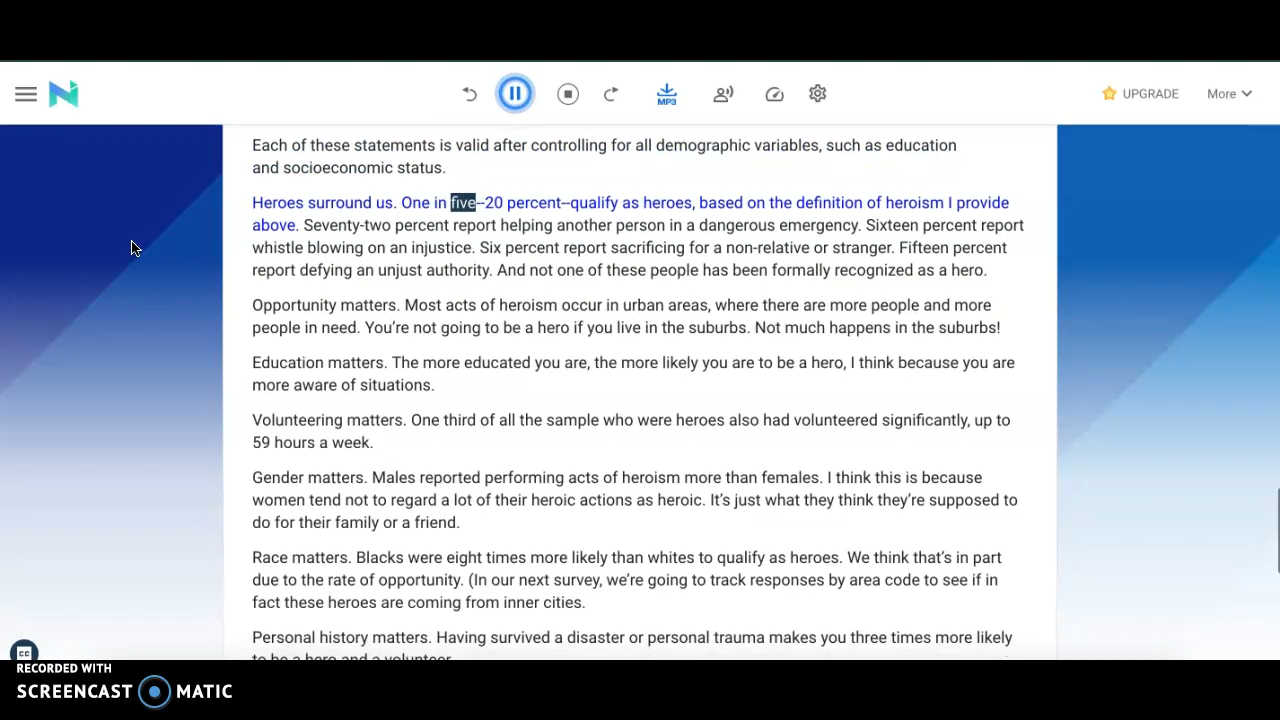 MP3
UPGRADE
More
Each of these statements is valid after controlling for all demographic variables, such as education
and socioeconomic status.
Heroes surround us. One in five--20 percent--qualify as heroes, based on the definition of heroism I provide
above. Seventy-two percent report helping another person in a dangerous emergency. Sixteen percent report
whistle blowing on an injustice. Six percent report sacrificing for a non-relative or stranger. Fifteen percent
report defying an unjust authority. And not one of these people has been formally recognized as a hero.
Opportunity matters. Most acts of heroism occur in urban areas, where there are more people and more
people in need. You’re not going to be a hero if you live in the suburbs. Not much happens in the suburbs!
Education matters. The more educated you are, the more likely you are to be a hero, I think because you are
more aware of situations.
Volunteering matters. One third of all the sample who were heroes also had volunteered significantly, up to
59 hours a week.
Gender matters. Males reported performing acts of heroism more than females. I think this is because
women tend not to regard a lot of their heroic actions as heroic. It’s just what they think they’re supposed to
do for their family or a friend.
Race matters. Blacks were eight times more likely than whites to qualify as heroes. We think that’s in part
due to the rate of opportunity. (In our next survey, we’re going to track responses by area code to see if in
fact these heroes are coming from inner cities.
Personal history matters. Having survived a disaster or personal trauma makes you three times more likely
to be a hero and a volunteer.
CC
RECORDED WITH
SCREENCAST MATIC